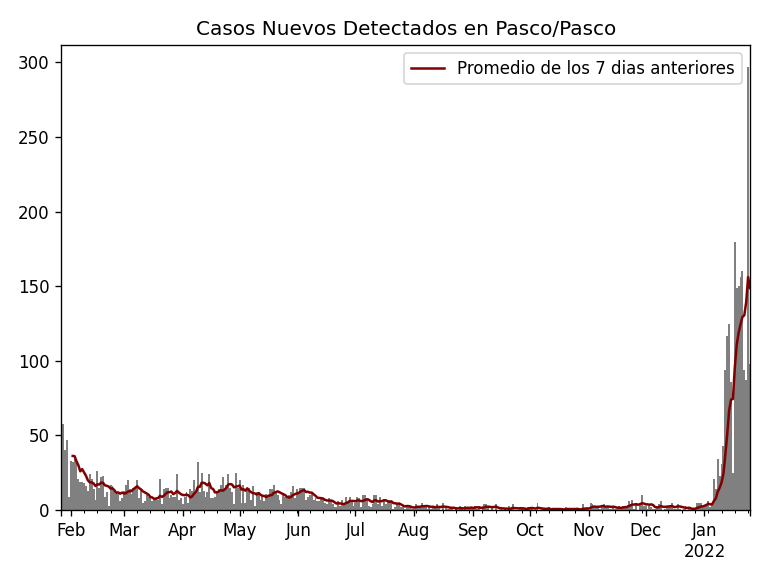 Casos Nuevos Detectados en Pasco/Pasco
Promedio de los 7 dias anteriores
300
250
200
150
100
50
0
Feb Mar Apr May Jun Jul Aug Sep Oct Nov Dec Jan
2022